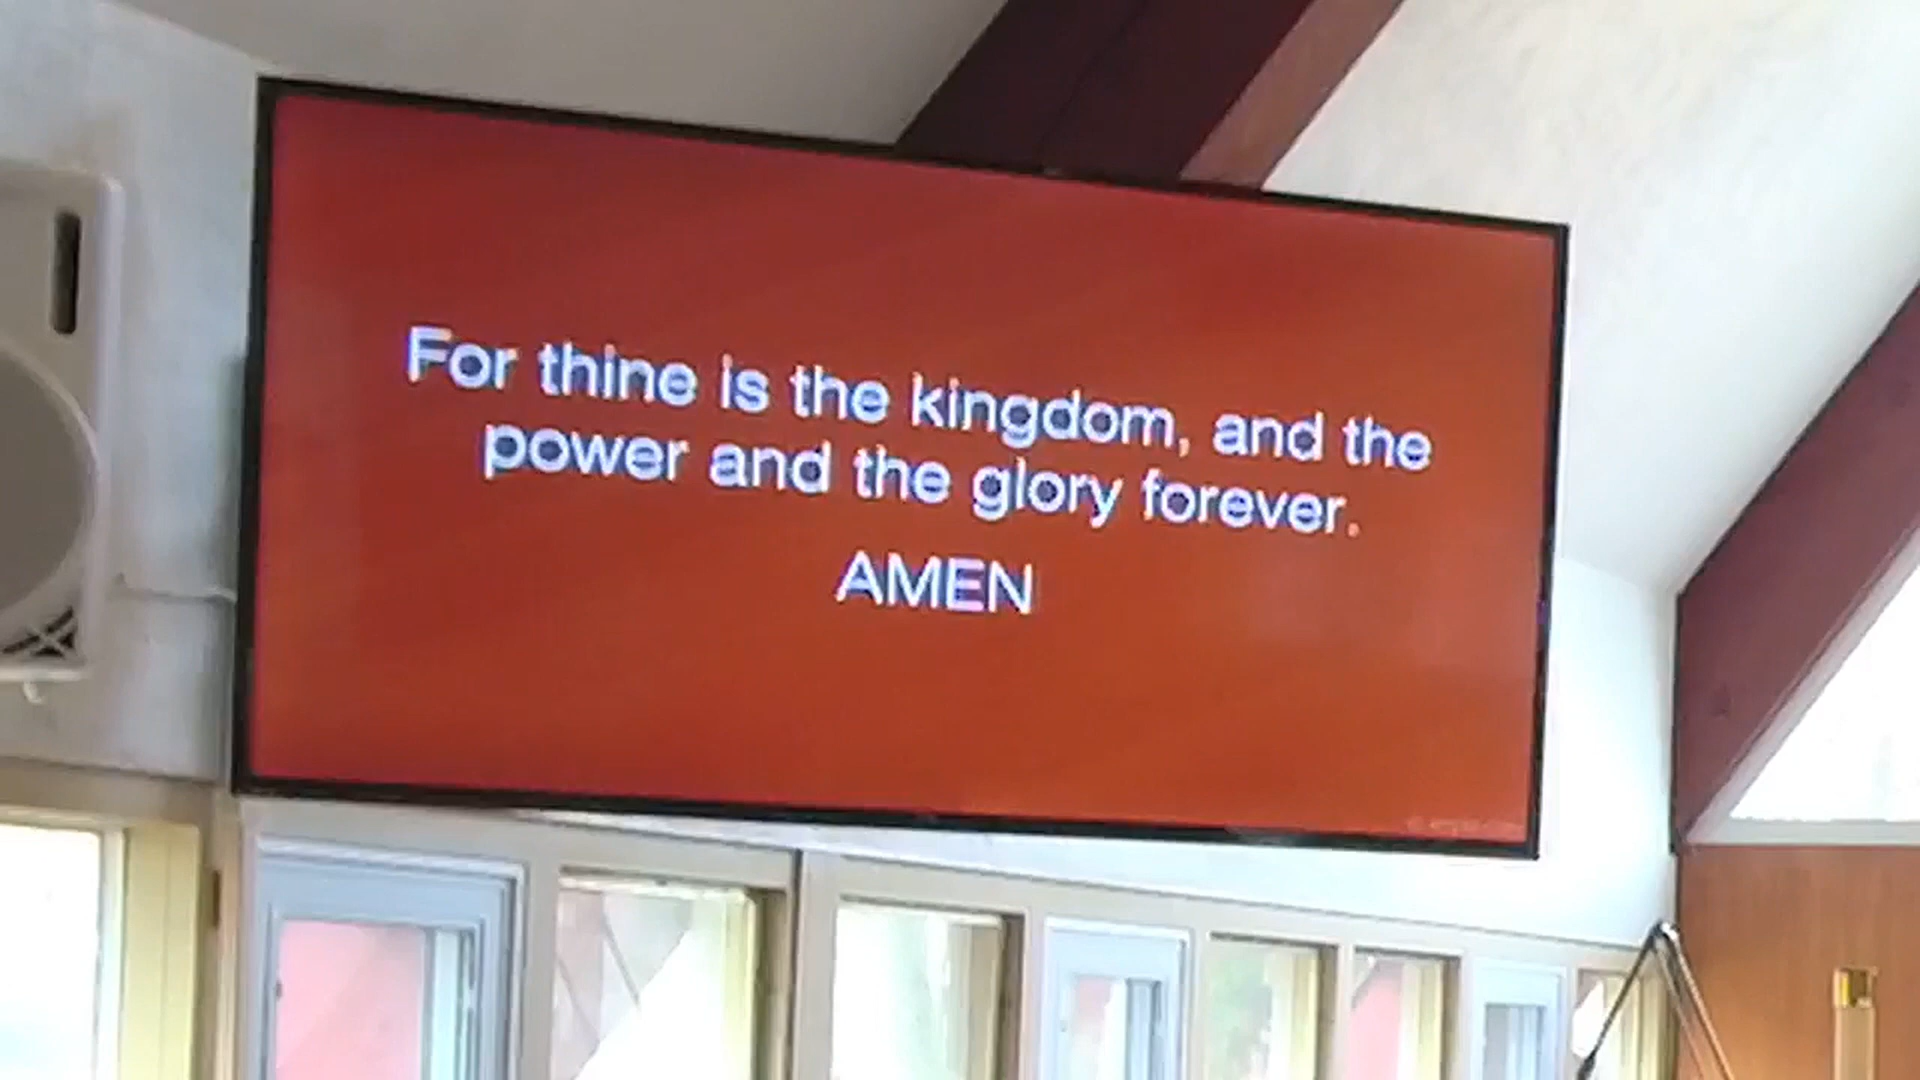 For thine is the kingdom, and the
power and the glory forever.
AMEN